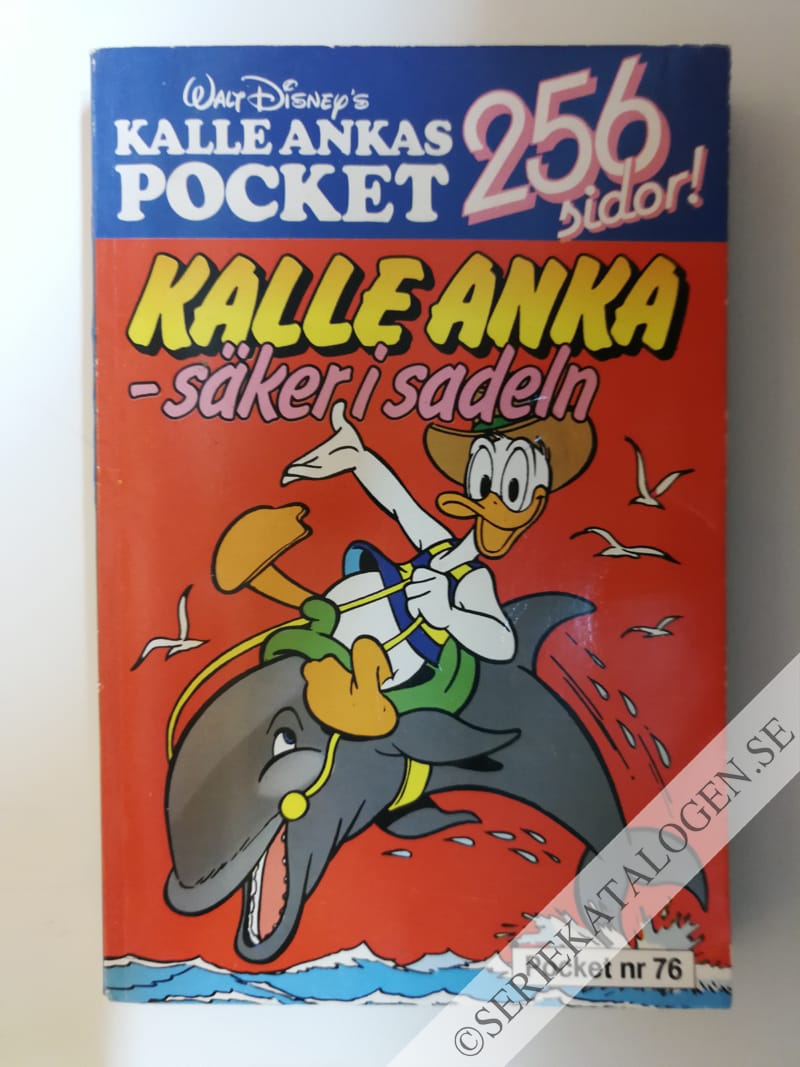 WALT DISNEY'S
KALLE ANKAS
POCKET
256
sidor!
KALLE ANKA
- säker i sadeln
Pocket nr 76
©SERIEKATALOGEN.SE